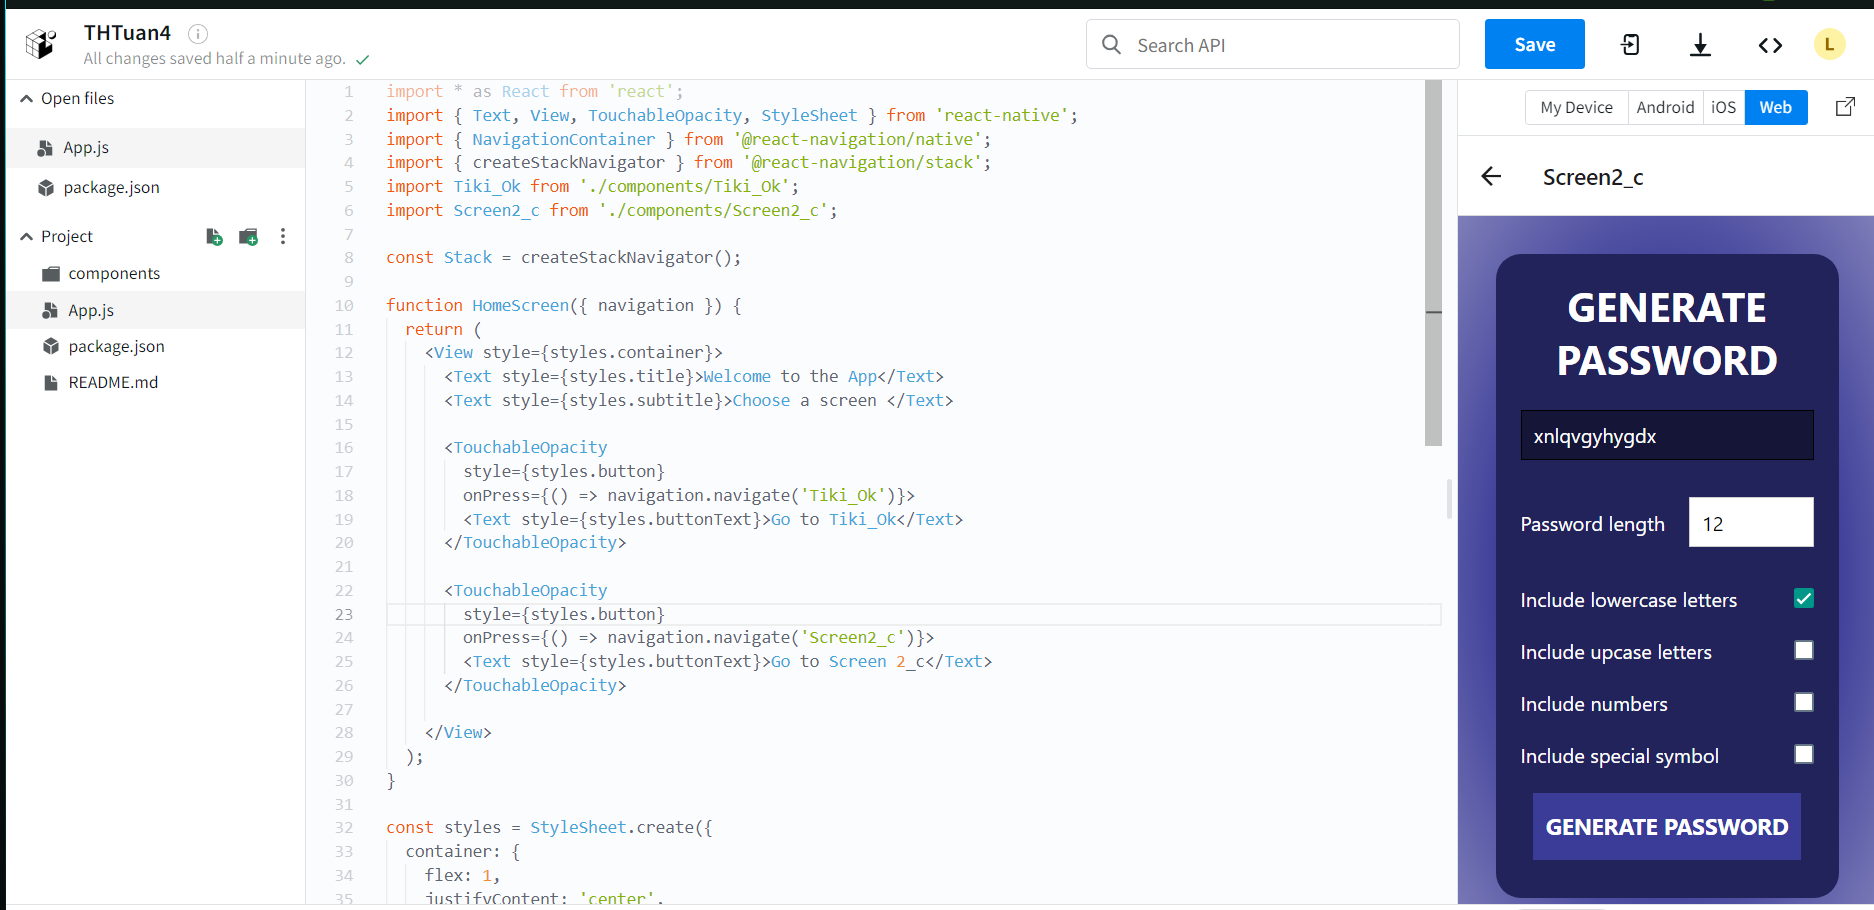 THTuan4
All changes saved half a minute ago.
Search API
Save
L
Open files
App.js
package.json
Project
components
App.js
package.json
README.md
1 import * as React from 'react';
2 import { Text, View, TouchableOpacity, StyleSheet } from 'react-native';
3 import { NavigationContainer } from '@react-navigation/native';
4 import { createStackNavigator } from '@react-navigation/stack';
5 import Tiki_Ok from './components/Tiki_Ok';
6 import Screen2_c from './components/Screen2_c';
7
8 const Stack = createStackNavigator();
9
10 function HomeScreen({ navigation }) {
11 return (
12 <View style={styles.container}>
13 <Text style={styles.title}>Welcome to the App</Text>
14 <Text style={styles.subtitle}>Choose a screen </Text>
15
16 <TouchableOpacity
17 style={styles.button}
18 onPress={() => navigation.navigate('Tiki_Ok')}>
19 <Text style={styles.buttonText}>Go to Tiki_Ok</Text>
20 </TouchableOpacity>
21
22 <TouchableOpacity
23 style={styles.button}
24 onPress={() => navigation.navigate('Screen2_c')}>
25 <Text style={styles.buttonText}>Go to Screen 2_c</Text>
26 </TouchableOpacity>
27
28 </View>
29 );
30 }
31
32 const styles = StyleSheet.create({
33 container: {
34 flex: 1,
35 justifyContent: 'center',
My Device
Android
iOS
Web
Screen2_c
GENERATE
PASSWORD
xnlqvgyhygdx
Password length
12
Include lowercase letters
Include upcase letters
Include numbers
Include special symbol
GENERATE PASSWORD